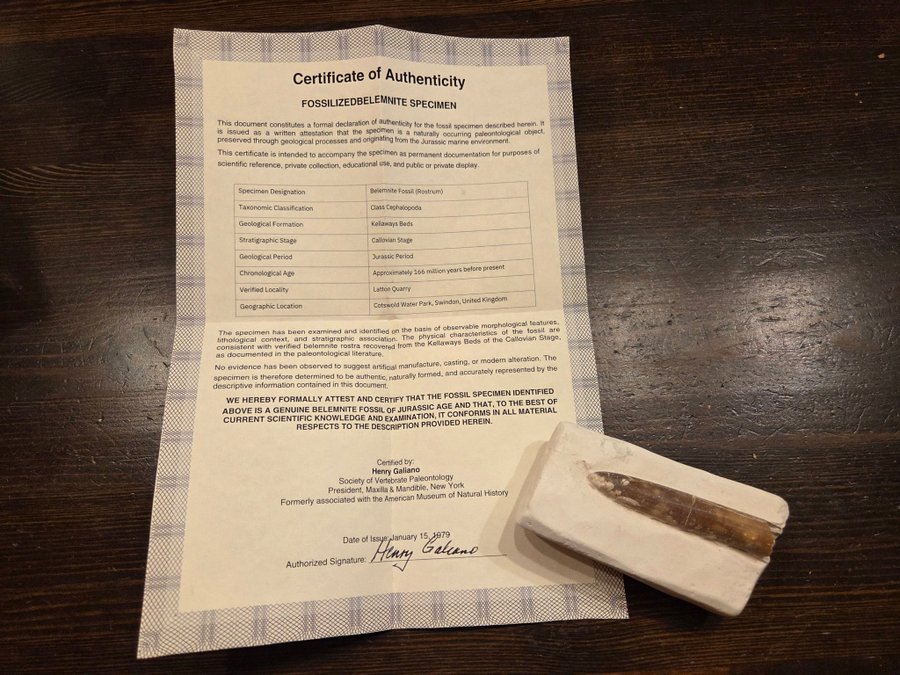 Certificate of Authenticity
FOSSILIZEDBELEMNITE SPECIMEN
This document constitutes a formal declaration of authenticity for the fossil specimen described herein. It
is issued as a written attestation that the specimen is a naturally occurring paleontological object,
preserved through geological processes and originating from the Jurassic marine environment.
This certificate is intended to accompany the specimen as permanent documentation for purposes of
scientific reference, private collection, educational use, and public or private display.
Specimen Designation Belemnite Fossil (Rostrum)
Taxonomic Classification Class Cephalopoda
Geological Formation Kellaways Beds
Stratigraphic Stage Callovian Stage
Geological Period Jurassic Period
Chronological Age Approximately 166 million years before present
Verified Locality Latton Quarry
Geographic Location Cotswold Water Park, Swindon, United Kingdom
The specimen has been examined and identified on the basis of observable morphological features,
lithological context, and stratigraphic association. The physical characteristics of the fossil are
consistent with verified belemnite rostra recovered from the Kellaways Beds of the Callovian Stage,
as documented in the paleontological literature.
No evidence has been observed to suggest artificial manufacture, casting, or modern alteration. The
specimen is therefore determined to be authentic, naturally formed, and accurately represented by the
descriptive information contained in this document.
WE HEREBY FORMALLY ATTEST AND CERTIFY THAT THE FOSSIL SPECIMEN IDENTIFIED
ABOVE IS A GENUINE BELEMNITE FOSSIL OF JURASSIC AGE AND THAT, TO THE BEST OF
CURRENT SCIENTIFIC KNOWLEDGE AND EXAMINATION, IT CONFORMS IN ALL MATERIAL
RESPECTS TO THE DESCRIPTION PROVIDED HEREIN.
Certified by:
Henry Galiano
Society of Vertebrate Paleontology
President, Maxilla & Mandible, New York
Formerly associated with the American Museum of Natural History
Date of Issue: January 15, 1979
Authorized Signature: Henry Galiano